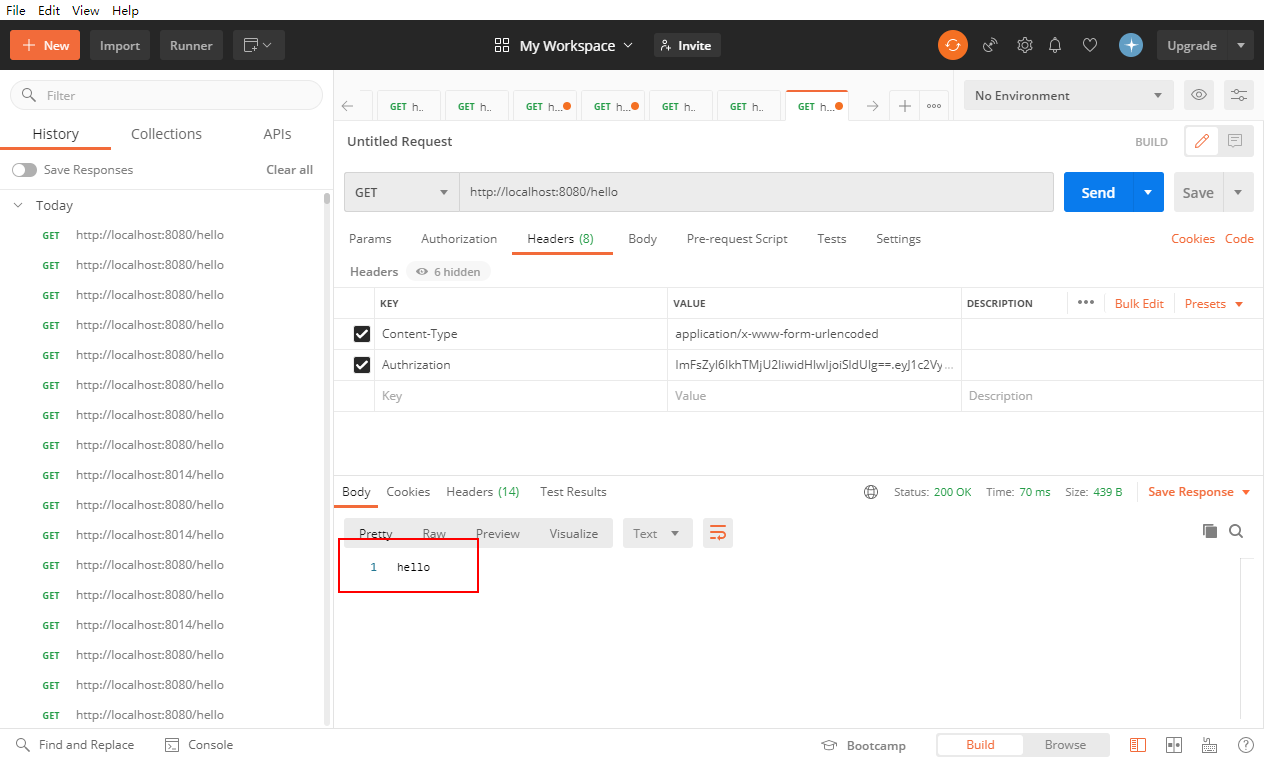 File Edit View Help
New Import Runner My Workspace Invite Upgrade
Filter
GET h.. GET h.. GET h... GET h... GET h.. GET h.. GET h... No Environment
History Collections APIs
Untitled Request BUILD
Save Responses Clear all
GET http://localhost:8080/hello Send Save
Today
Params Authorization Headers (8) Body Pre-request Script Tests Settings Cookies Code
Headers 6 hidden
KEY VALUE DESCRIPTION Bulk Edit Presets
Content-Type application/x-www-form-urlencoded
Authrization ImFsZyI6IkhTMjU2IiwidHlwIjoiSldUIg==.eyJ1c2Vy...
Key Value Description
GET http://localhost:8080/hello
GET http://localhost:8080/hello
GET http://localhost:8080/hello
GET http://localhost:8080/hello
GET http://localhost:8080/hello
GET http://localhost:8080/hello
GET http://localhost:8080/hello
GET http://localhost:8080/hello
GET http://localhost:8014/hello
GET http://localhost:8080/hello
GET http://localhost:8014/hello
GET http://localhost:8080/hello
GET http://localhost:8080/hello
GET http://localhost:8014/hello
GET http://localhost:8080/hello
GET http://localhost:8080/hello
GET http://localhost:8080/hello
Body Cookies Headers (14) Test Results Status: 200 OK Time: 70 ms Size: 439 B Save Response
Pretty Raw Preview Visualize Text
1 hello
Find and Replace Console Bootcamp Build Browse